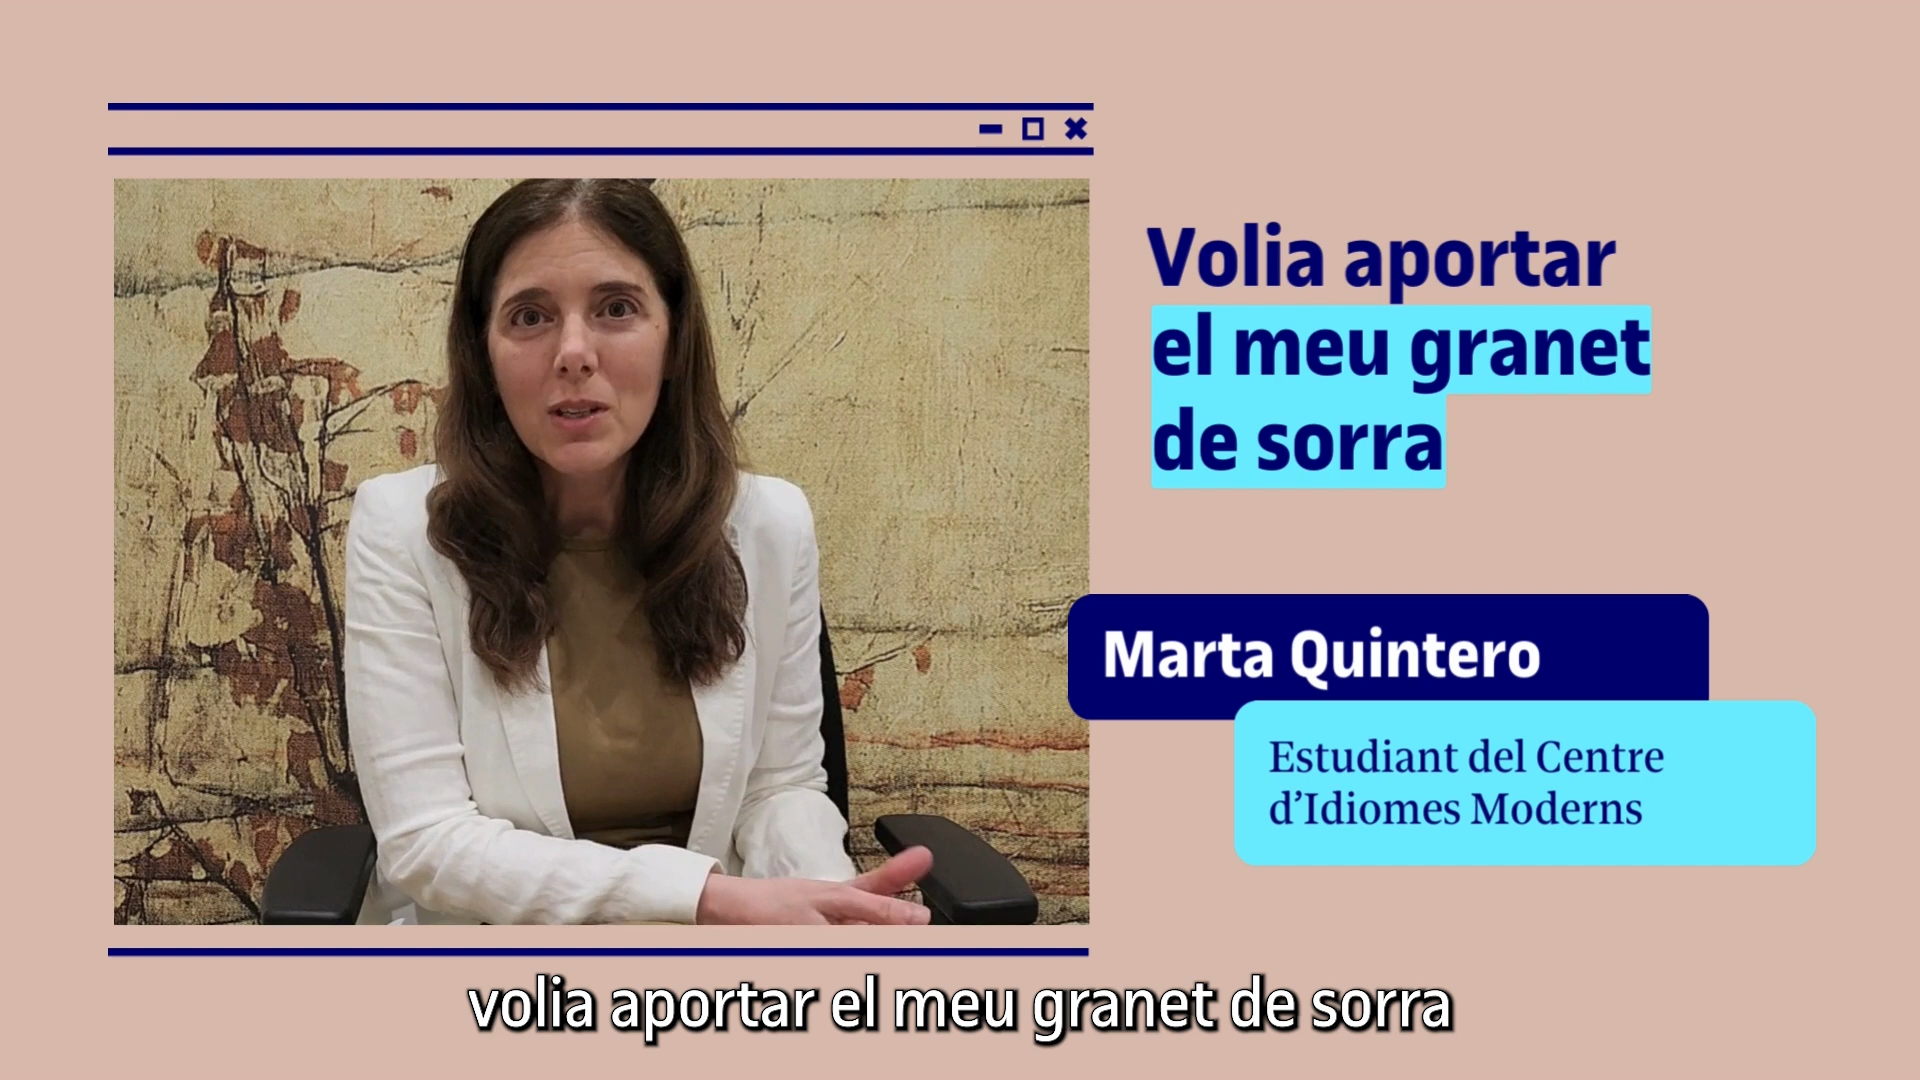 Volia aportar
el meu granet
de sorra
Marta Quintero
Estudiant del Centre
d’Idiomes Moderns
volia aportar el meu granet de sorra